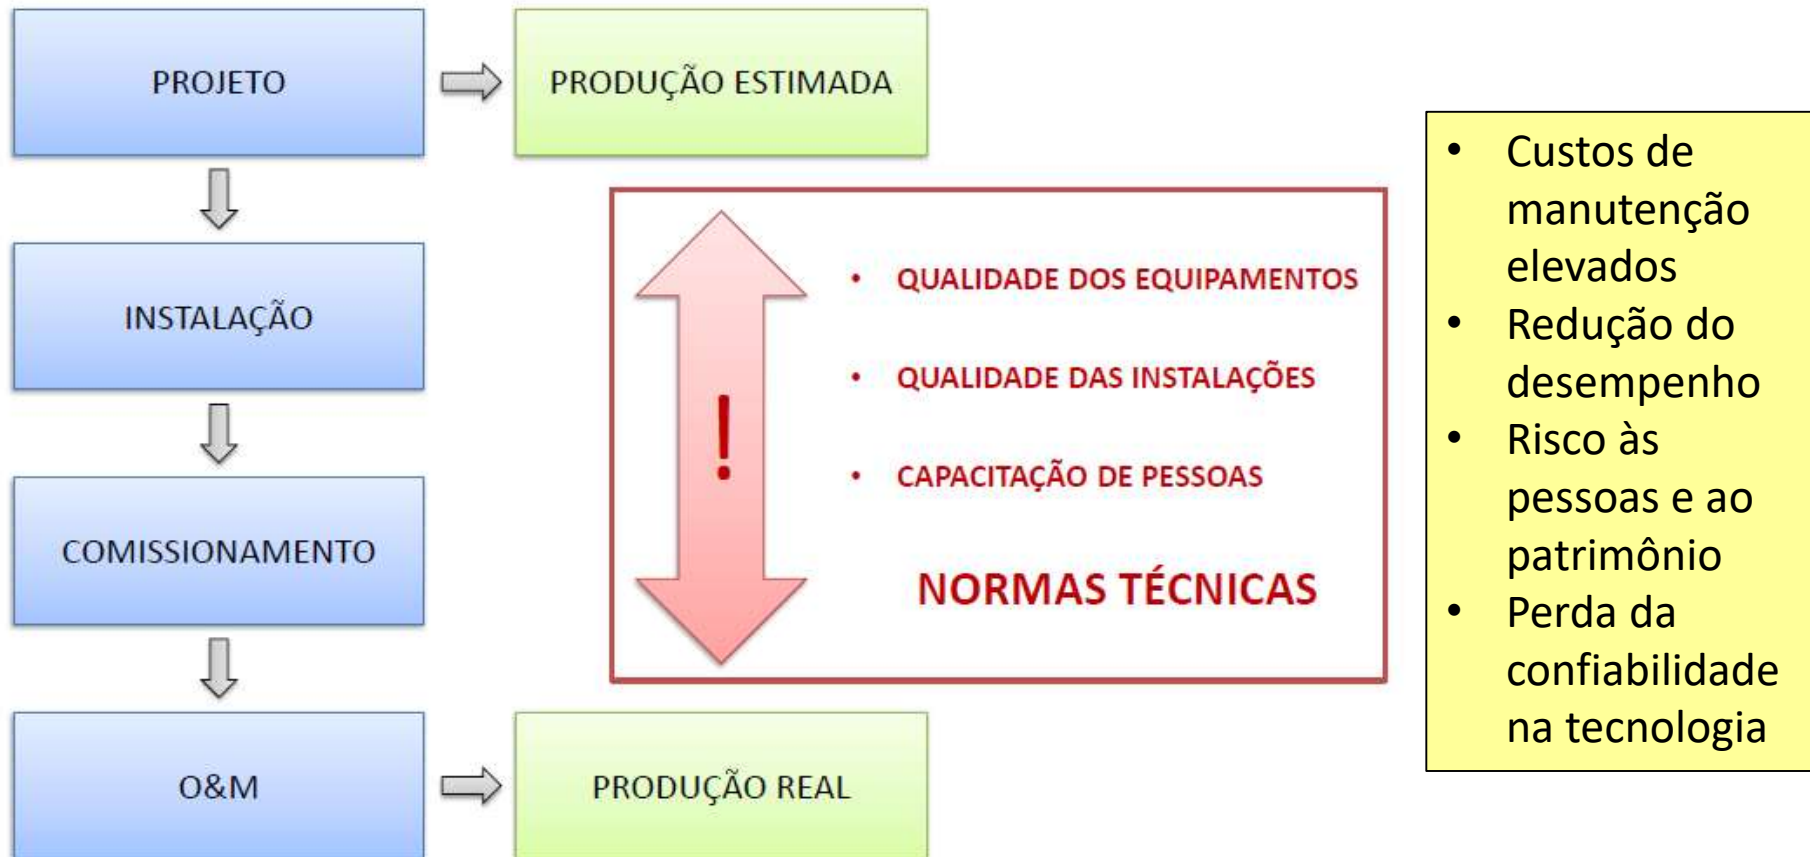 PROJETO
PRODUÇÃO ESTIMADA
INSTALAÇÃO
COMISSIONAMENTO
O&M
PRODUÇÃO REAL
!
• QUALIDADE DOS EQUIPAMENTOS
• QUALIDADE DAS INSTALAÇÕES
• CAPACITAÇÃO DE PESSOAS
NORMAS TÉCNICAS
• Custos de
manutenção
elevados
• Redução do
desempenho
• Risco às
pessoas e ao
patrimônio
• Perda da
confiabilidade
na tecnologia